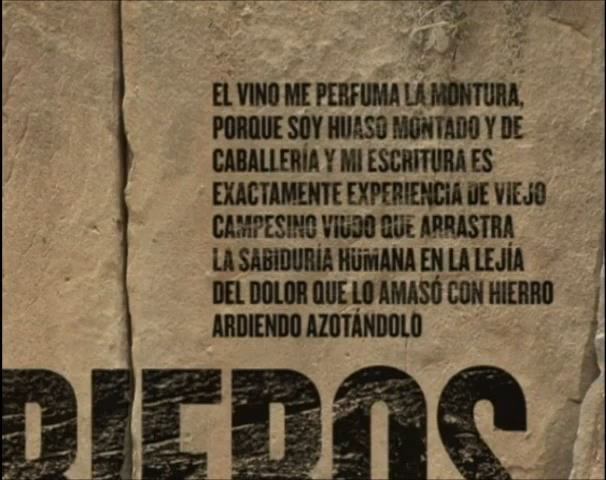 EL VINO ME PERFUMA LA MONTURA,
PORQUE SOY HUASO MONTADO Y DE
CABALLERÍA Y MI ESCRITURA ES
EXACTAMENTE EXPERIENCIA DE VIEJO
CAMPESINO VIUDO QUE ARRASTRA
LA SABIDURÍA HUMANA EN LA LEJÍA
DEL DOLOR QUE LO AMASÓ CON HIERRO
ARDIENDO AZOTÁNDOLO
RIEROS